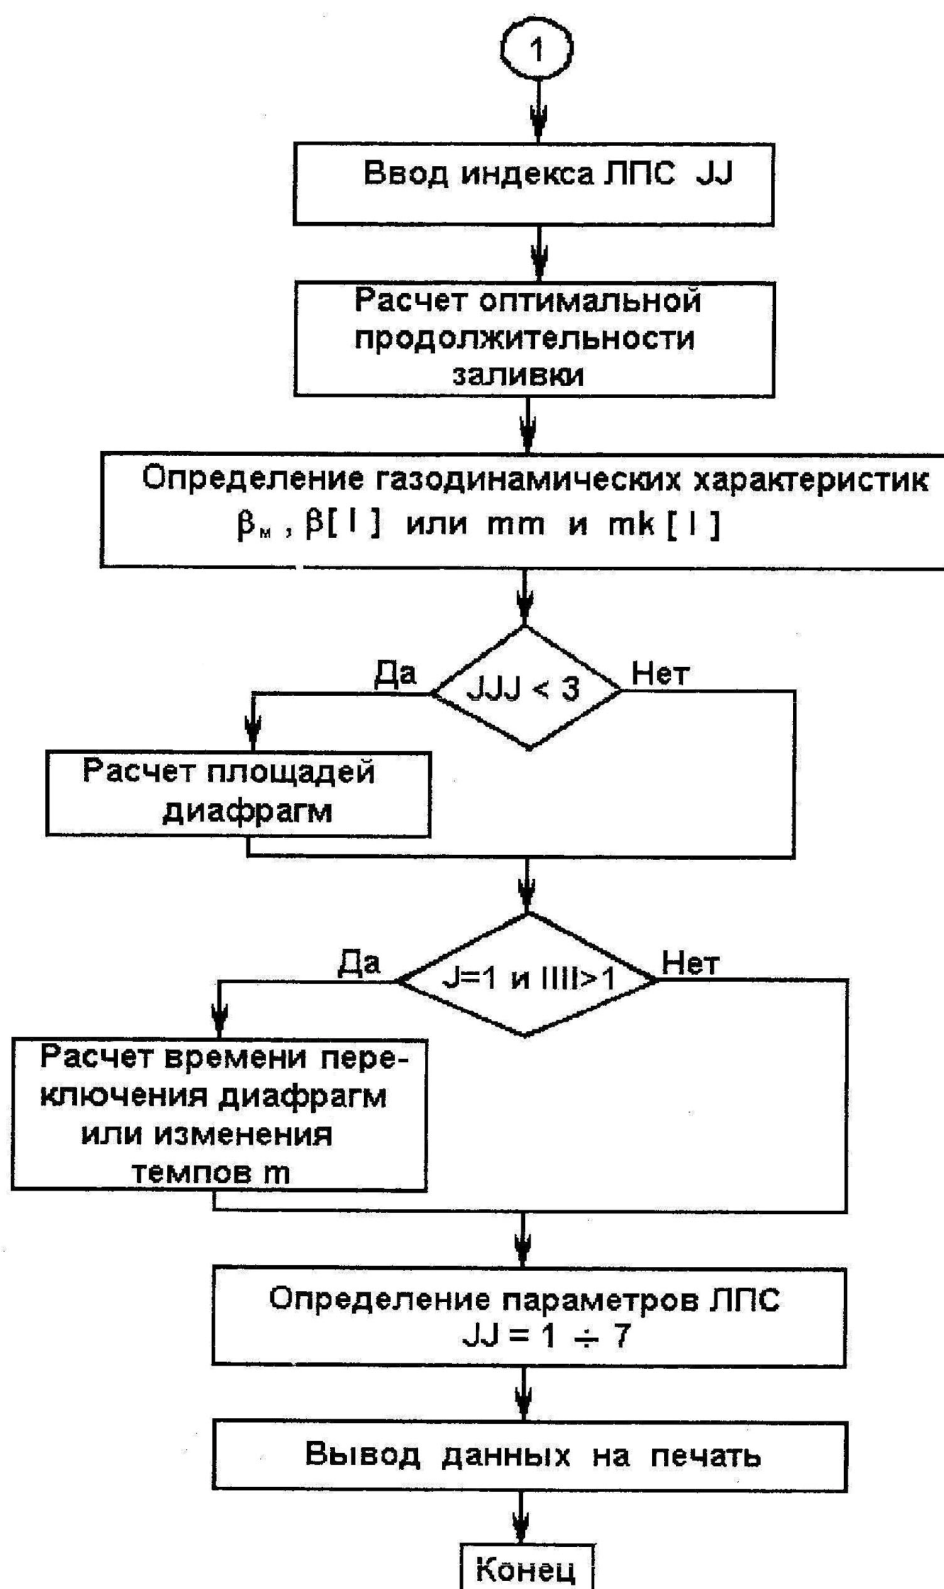 1
Ввод индекса ЛПС JJ
Расчет оптимальной
продолжительности
заливки
Определение газодинамических характеристик
βм , β[ I ] или mm и mk [ I ]
Да
JJJ < 3
Нет
Расчет площадей
диафрагм
Да
J=1 и IIII>1
Нет
Расчет времени пере-
ключения диафрагм
или изменения
темпов m
Определение параметров ЛПС
JJ = 1 ÷ 7
Вывод данных на печать
Конец